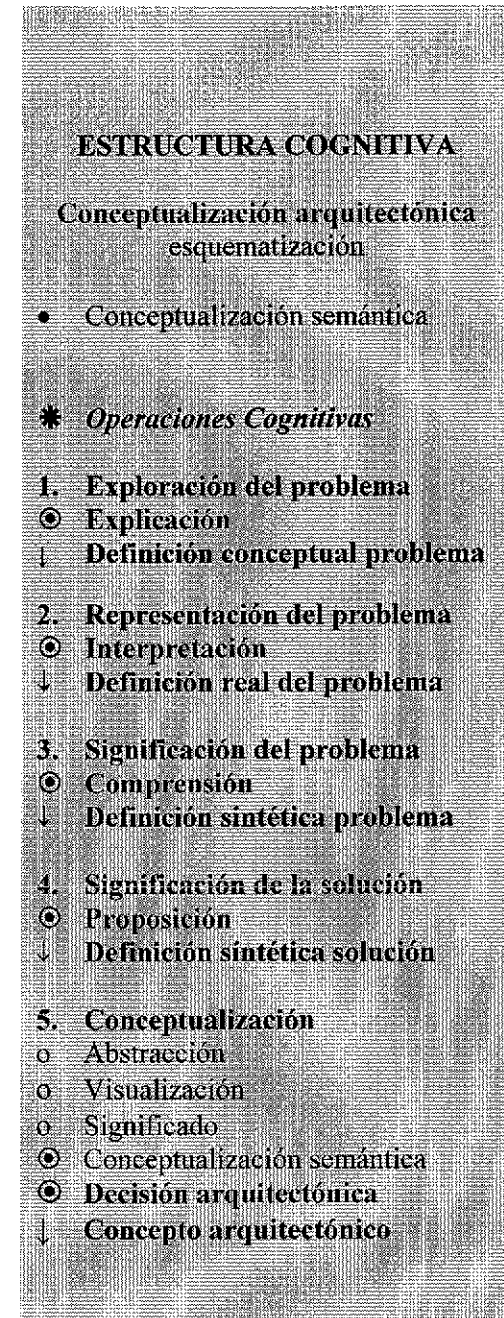 ESTRUCTURA COGNITIVA
Conceptualización arquitectónica
esquematización
• Conceptualización semántica
✱ Operaciones Cognitivas
1. Exploración del problema
◉ Explicación
↓ Definición conceptual problema
2. Representación del problema
◉ Interpretación
↓ Definición real del problema
3. Significación del problema
◉ Comprensión
↓ Definición sintética problema
4. Significación de la solución
◉ Proposición
↓ Definición sintética solución
5. Conceptualización
o Abstracción
o Visualización
o Significado
◉ Conceptualización semántica
◉ Decisión arquitectónica
↓ Concepto arquitectónico